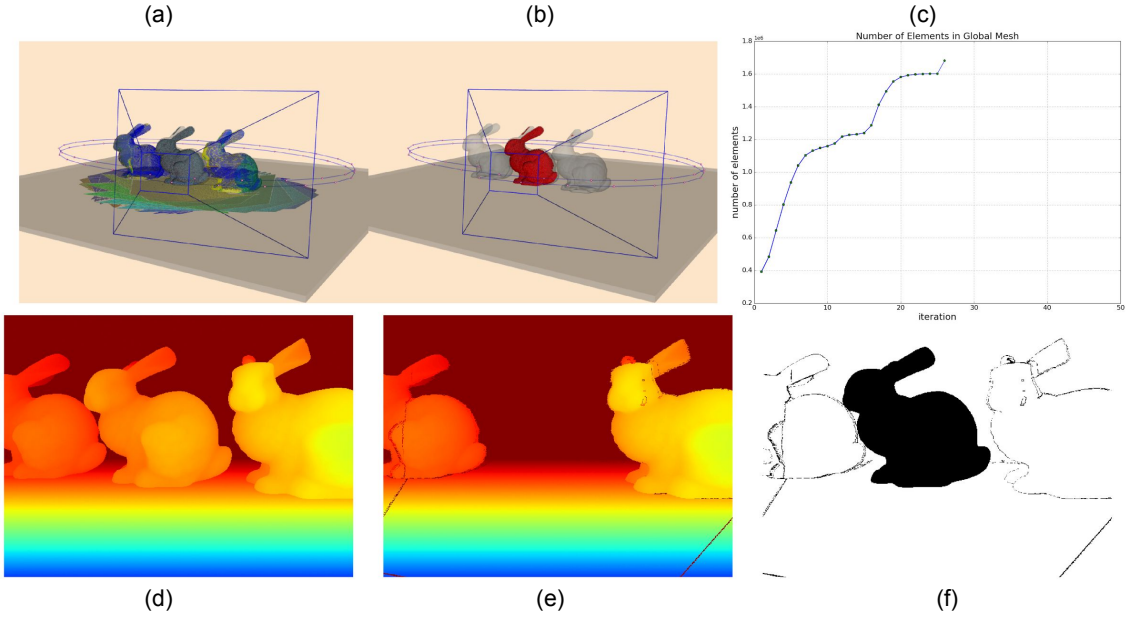 (a)
(b)
(c)
Number of Elements in Global Mesh
1e6
1.8
1.6
1.4
1.2
1.0
0.8
0.6
0.4
0.2
number of elements
0
10
20
30
40
50
iteration
(d)
(e)
(f)